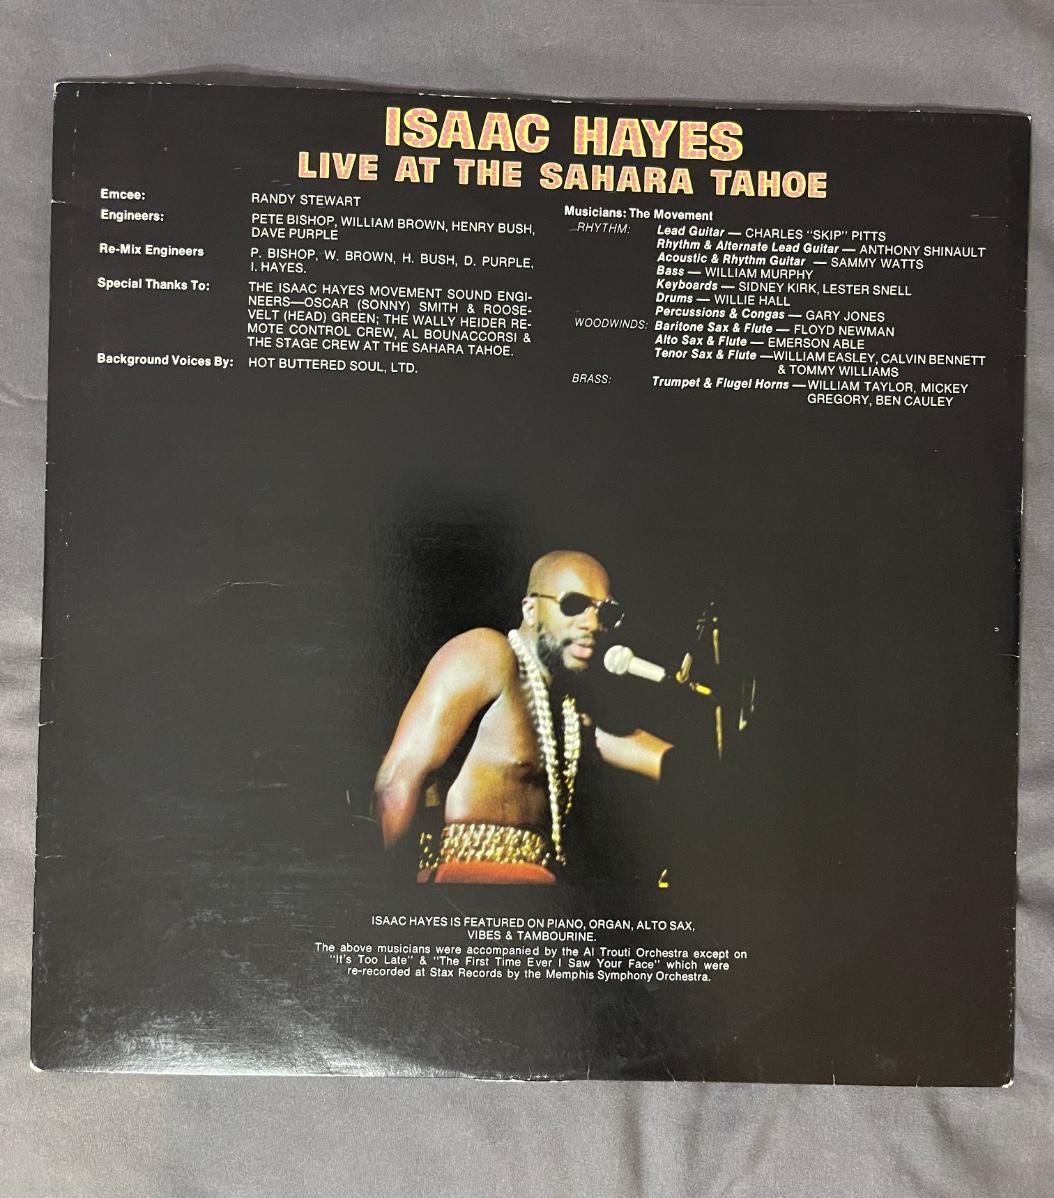 ISAAC HAYES
LIVE AT THE SAHARA TAHOE
Emcee: RANDY STEWART
Engineers: PETE BISHOP, WILLIAM BROWN, HENRY BUSH,
DAVE PURPLE
Re-Mix Engineers P. BISHOP, W. BROWN, H. BUSH, D. PURPLE,
I. HAYES.
Special Thanks To: THE ISAAC HAYES MOVEMENT SOUND ENGI-
NEERS—OSCAR (SONNY) SMITH & ROOSE-
VELT (HEAD) GREEN; THE WALLY HEIDER RE-
MOTE CONTROL CREW, AL BOUNACCORSI &
THE STAGE CREW AT THE SAHARA TAHOE.
Background Voices By: HOT BUTTERED SOUL, LTD.
Musicians: The Movement
RHYTHM: Lead Guitar — CHARLES "SKIP" PITTS
Rhythm & Alternate Lead Guitar — ANTHONY SHINAULT
Acoustic & Rhythm Guitar — SAMMY WATTS
Bass — WILLIAM MURPHY
Keyboards — SIDNEY KIRK, LESTER SNELL
Drums — WILLIE HALL
Percussions & Congas — GARY JONES
WOODWINDS: Baritone Sax & Flute — FLOYD NEWMAN
Alto Sax & Flute — EMERSON ABLE
Tenor Sax & Flute —WILLIAM EASLEY, CALVIN BENNETT
& TOMMY WILLIAMS
BRASS: Trumpet & Flugel Horns —WILLIAM TAYLOR, MICKEY
GREGORY, BEN CAULEY
ISAAC HAYES IS FEATURED ON PIANO, ORGAN, ALTO SAX,
VIBES & TAMBOURINE.
The above musicians were accompanied by the Al Trouti Orchestra except on
"It's Too Late" & "The First Time Ever I Saw Your Face" which were
re-recorded at Stax Records by the Memphis Symphony Orchestra.